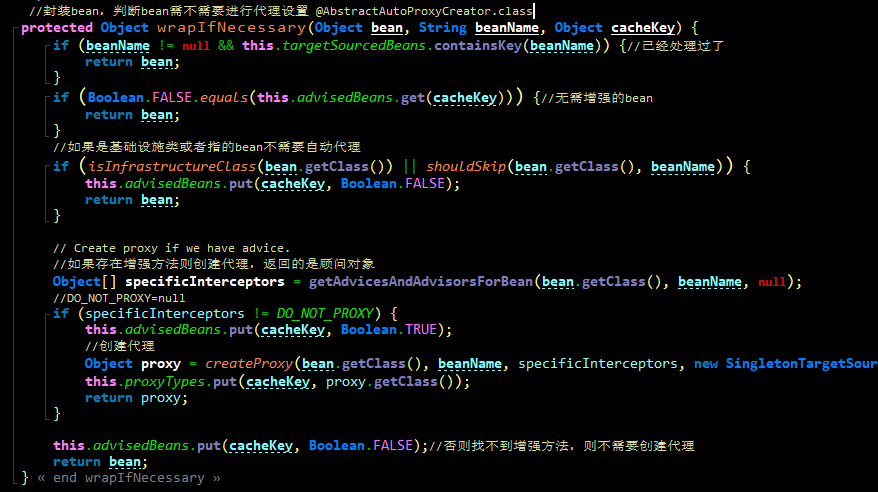 //封装bean，判断bean需不需要进行代理设置 @AbstractAutoProxyCreator.class
protected Object wrapIfNecessary(Object bean, String beanName, Object cacheKey) {
if (beanName != null && this.targetSourcedBeans.containsKey(beanName)) {//已经处理过了
return bean;
}
if (Boolean.FALSE.equals(this.advisedBeans.get(cacheKey))) {//无需增强的bean
return bean;
}
//如果是基础设施类或者指的bean不需要自动代理
if (isInfrastructureClass(bean.getClass()) || shouldSkip(bean.getClass(), beanName)) {
this.advisedBeans.put(cacheKey, Boolean.FALSE);
return bean;
}
// Create proxy if we have advice.
//如果存在增强方法则创建代理，返回的是顾问对象
Object[] specificInterceptors = getAdvicesAndAdvisorsForBean(bean.getClass(), beanName, null);
//DO_NOT_PROXY=null
if (specificInterceptors != DO_NOT_PROXY) {
this.advisedBeans.put(cacheKey, Boolean.TRUE);
//创建代理
Object proxy = createProxy(bean.getClass(), beanName, specificInterceptors, new SingletonTargetSour
this.proxyTypes.put(cacheKey, proxy.getClass());
return proxy;
}
this.advisedBeans.put(cacheKey, Boolean.FALSE);//否则找不到增强方法，则不需要创建代理
return bean;
} « end wrapIfNecessary »